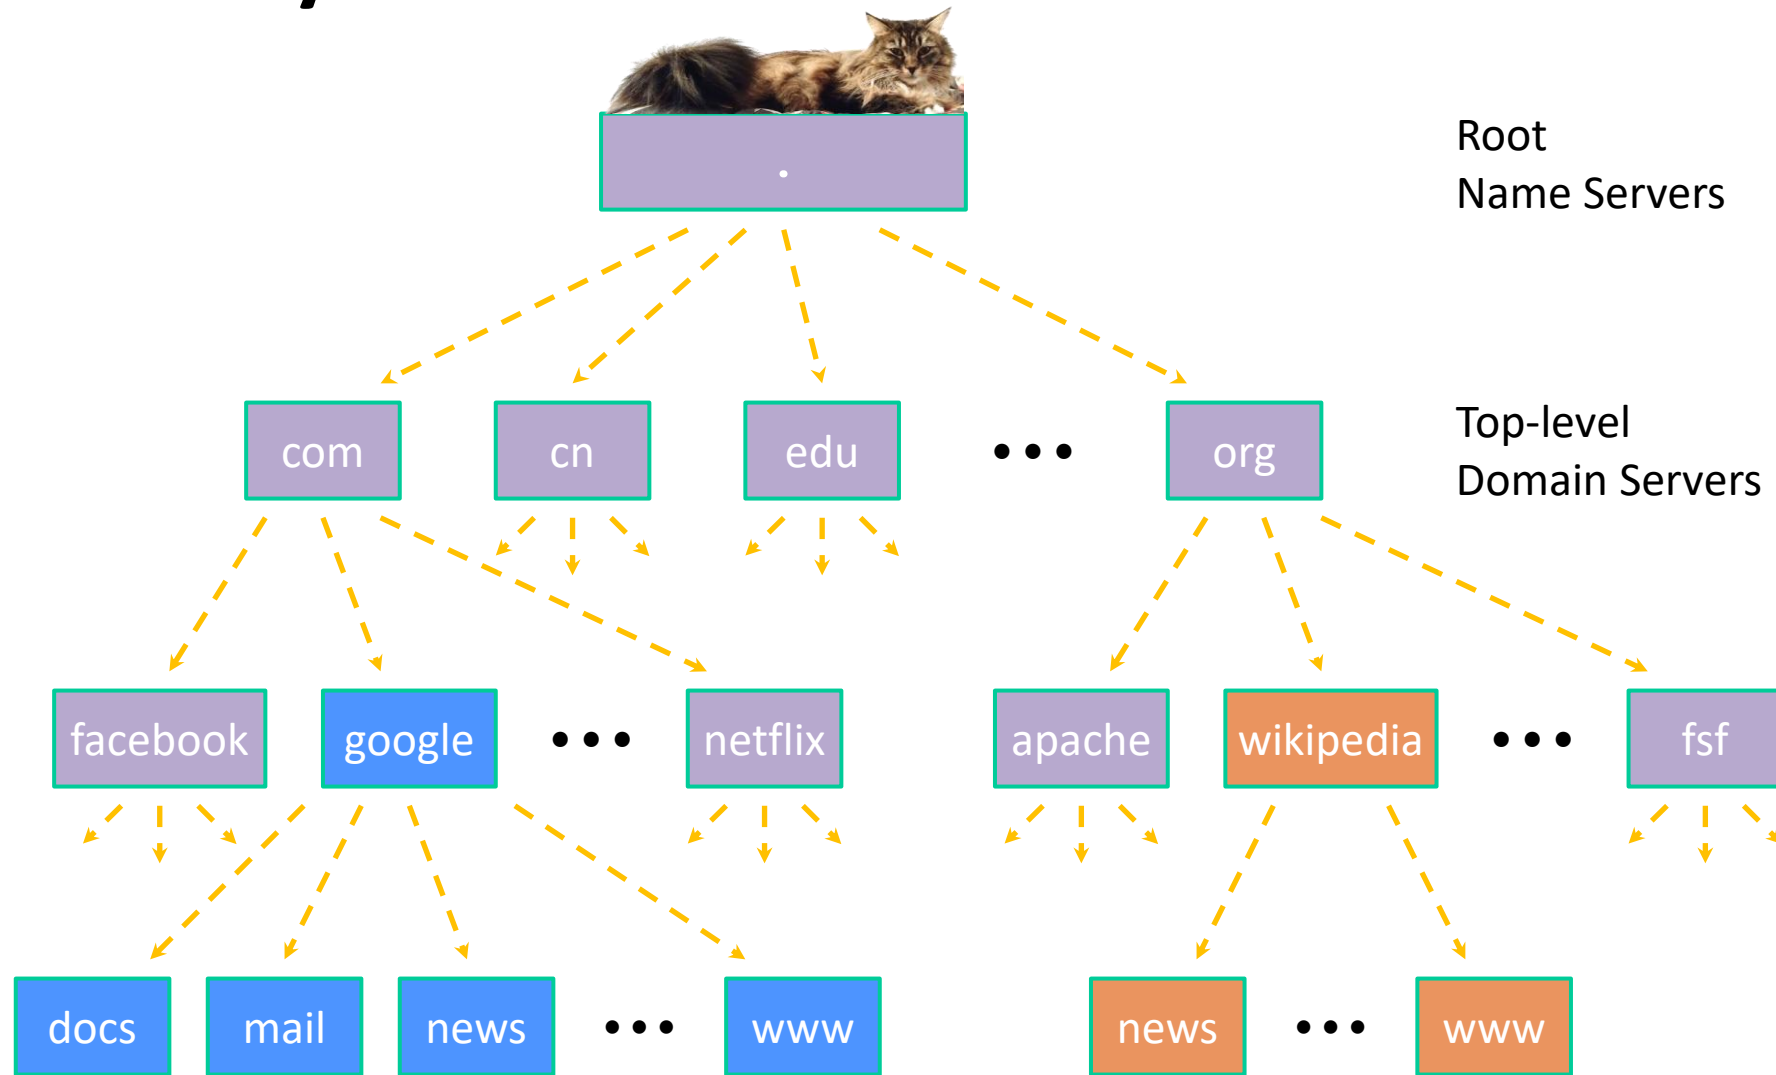 .
Root
Name Servers
com
cn
edu
...
org
Top-level
Domain Servers
facebook
google
...
netflix
apache
wikipedia
...
fsf
docs
mail
news
...
www
news
...
www